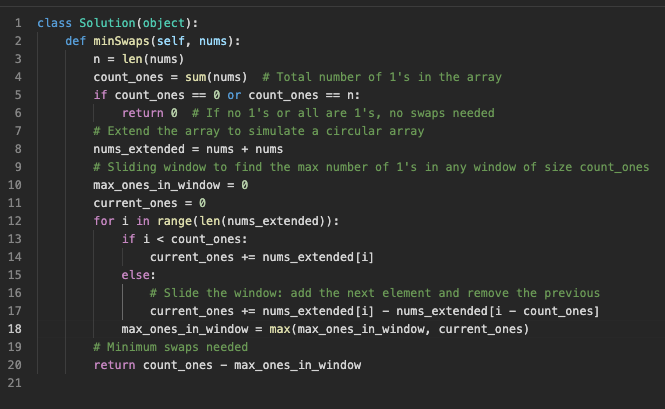 1 class Solution(object):
2     def minSwaps(self, nums):
3         n = len(nums)
4         count_ones = sum(nums)  # Total number of 1's in the array
5         if count_ones == 0 or count_ones == n:
6             return 0  # If no 1's or all are 1's, no swaps needed
7         # Extend the array to simulate a circular array
8         nums_extended = nums + nums
9         # Sliding window to find the max number of 1's in any window of size count_ones
10         max_ones_in_window = 0
11         current_ones = 0
12         for i in range(len(nums_extended)):
13             if i < count_ones:
14                 current_ones += nums_extended[i]
15             else:
16                 # Slide the window: add the next element and remove the previous
17                 current_ones += nums_extended[i] - nums_extended[i - count_ones]
18             max_ones_in_window = max(max_ones_in_window, current_ones)
19         # Minimum swaps needed
20         return count_ones - max_ones_in_window
21